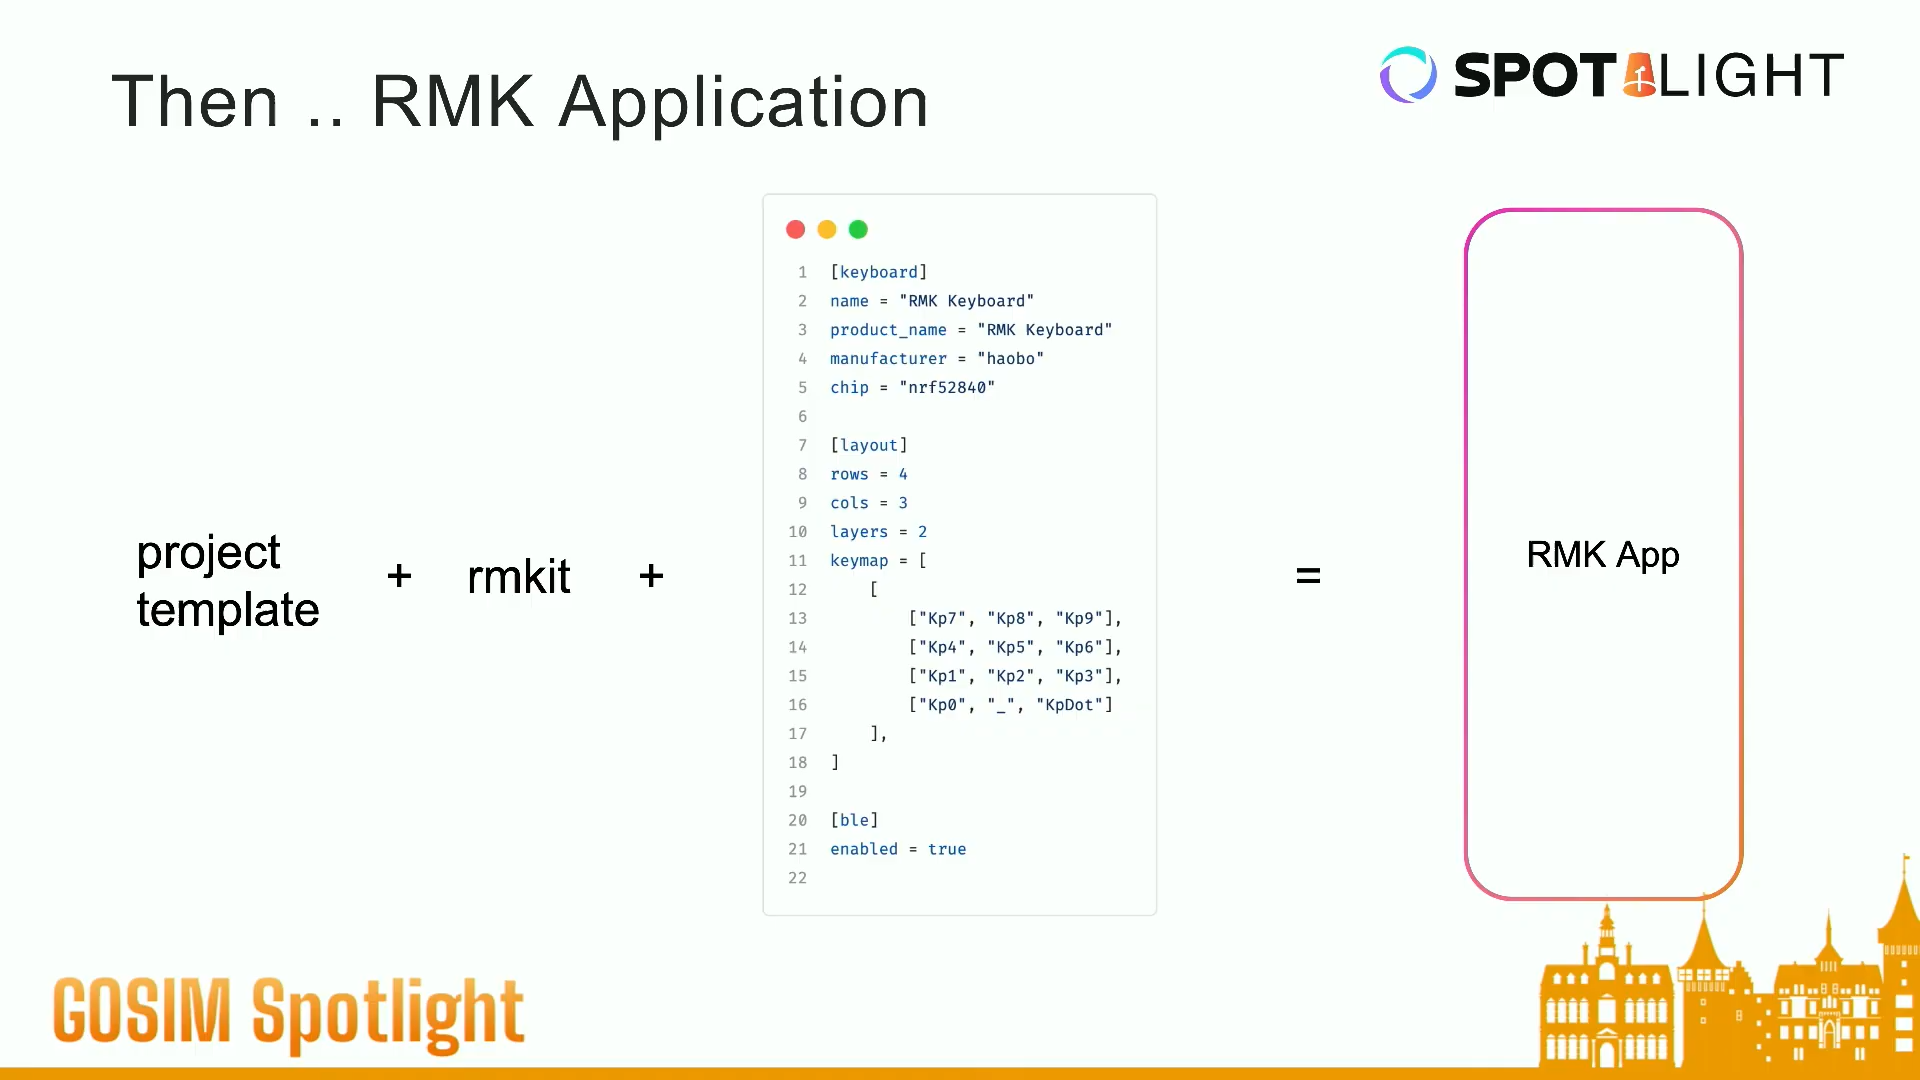 Then .. RMK Application
SPOTLIGHT
project
template
+
rmkit
+
1 [keyboard]
2 name = "RMK Keyboard"
3 product_name = "RMK Keyboard"
4 manufacturer = "haobo"
5 chip = "nrf52840"
6
7 [layout]
8 rows = 4
9 cols = 3
10 layers = 2
11 keymap = [
12 [
13 ["Kp7", "Kp8", "Kp9"],
14 ["Kp4", "Kp5", "Kp6"],
15 ["Kp1", "Kp2", "Kp3"],
16 ["Kp0", "_", "KpDot"]
17 ],
18 ]
19
20 [ble]
21 enabled = true
22
=
RMK App
GOSIM Spotlight